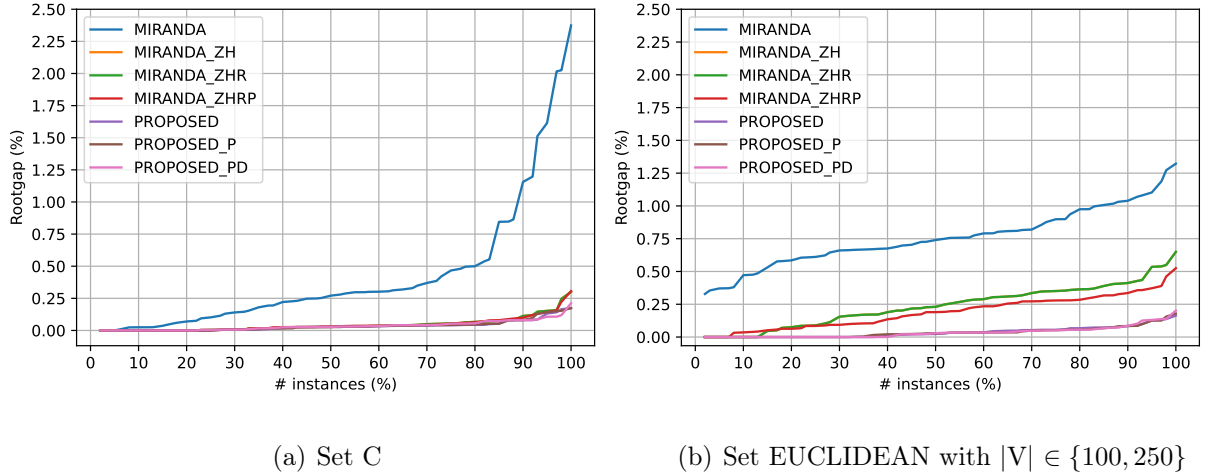 2.50
2.25
2.00
1.75
1.50
1.25
1.00
0.75
0.50
0.25
0.00
Rootgap (%)
MIRANDA
MIRANDA_ZH
MIRANDA_ZHR
MIRANDA_ZHRP
PROPOSED
PROPOSED_P
PROPOSED_PD
0 10 20 30 40 50 60 70 80 90 100
# instances (%)
(a) Set C
2.50
2.25
2.00
1.75
1.50
1.25
1.00
0.75
0.50
0.25
0.00
Rootgap (%)
MIRANDA
MIRANDA_ZH
MIRANDA_ZHR
MIRANDA_ZHRP
PROPOSED
PROPOSED_P
PROPOSED_PD
0 10 20 30 40 50 60 70 80 90 100
# instances (%)
(b) Set EUCLIDEAN with |V| ∈ {100, 250}